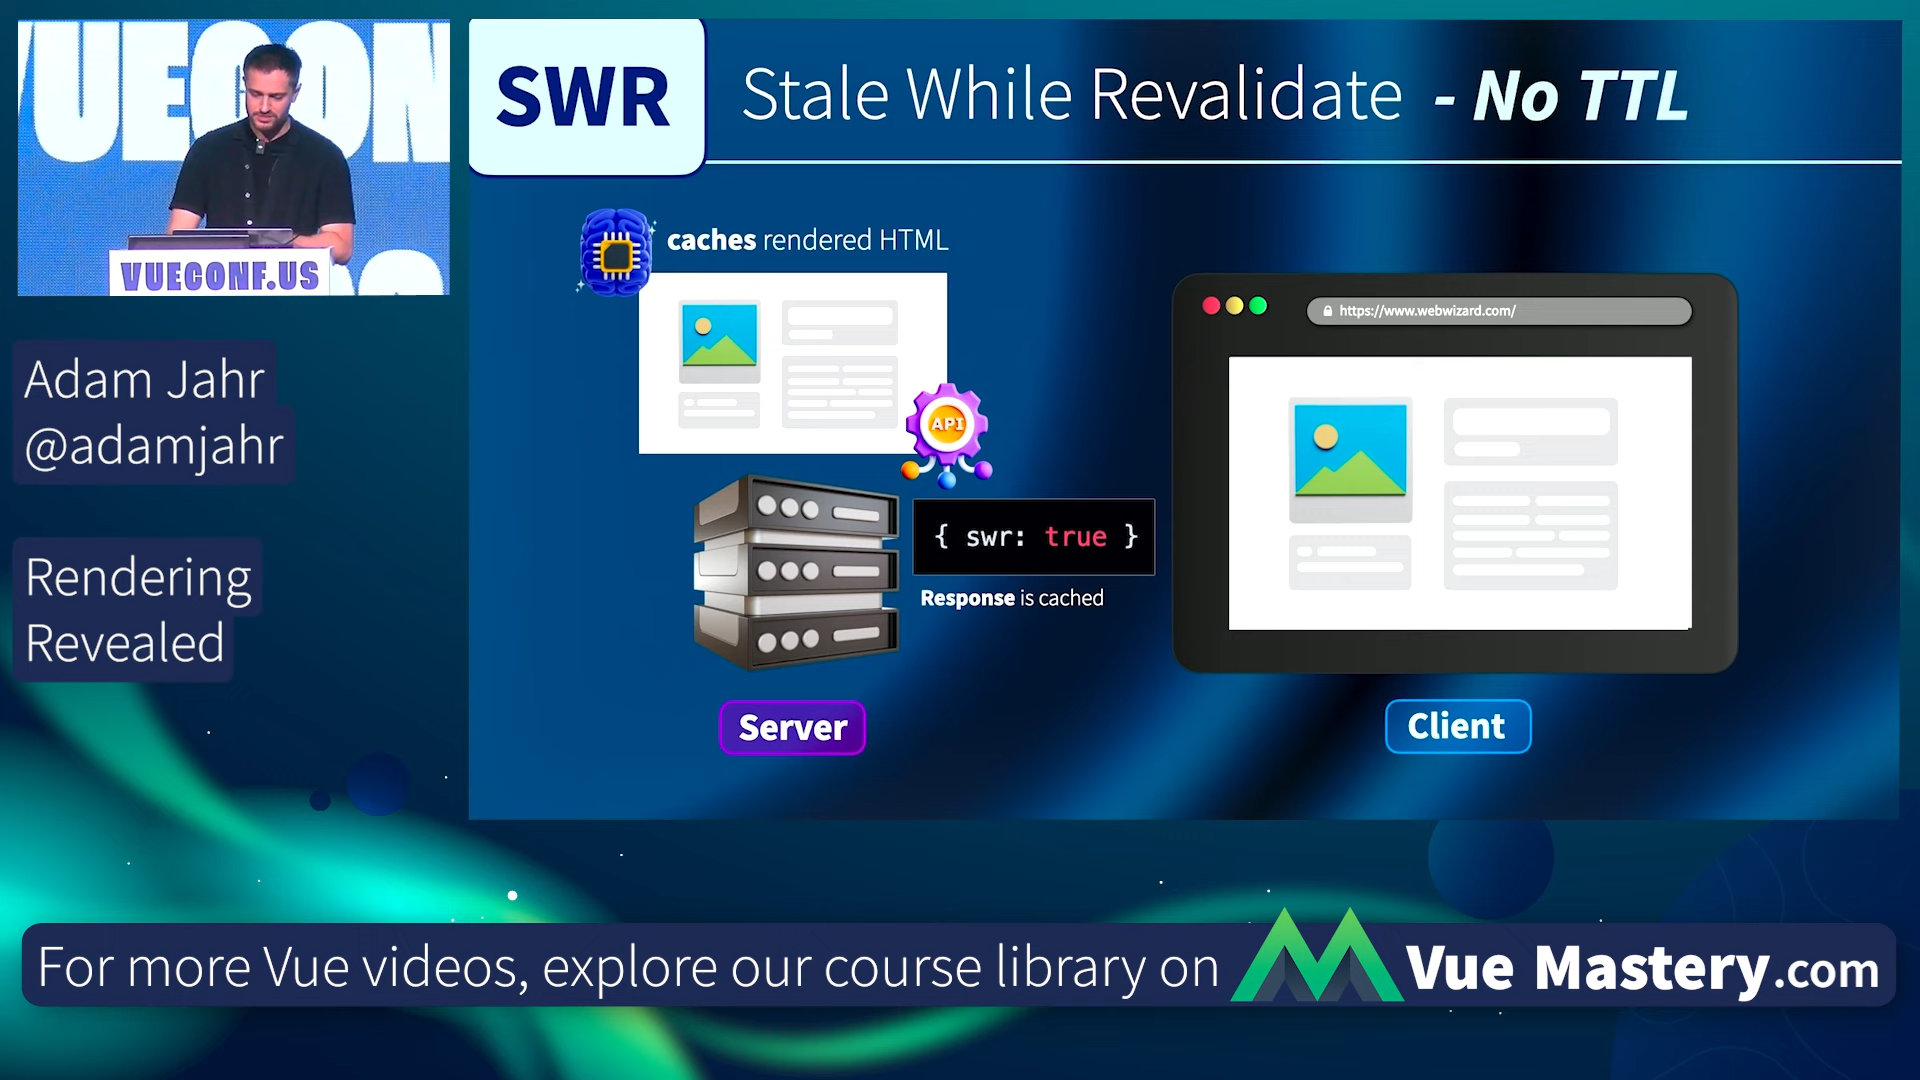 VUECONF
VUECONF.US
Adam Jahr
@adamjahr
Rendering
Revealed
SWR
Stale While Revalidate - No TTL
caches rendered HTML
API
{ swr: true }
Response is cached
Server
https://www.webwizard.com/
Client
For more Vue videos, explore our course library on Vue Mastery.com